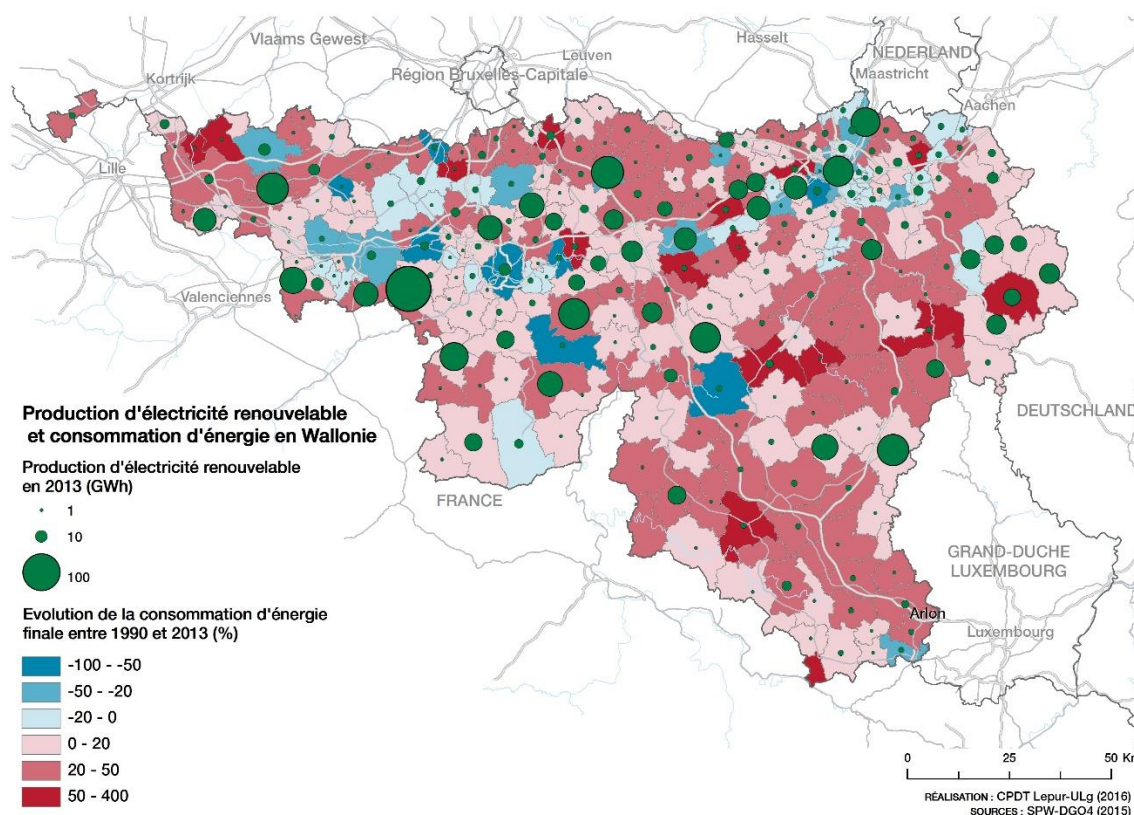 Vlaams Gewest
Kortrijk
Lille
Valenciennes
Région Bruxelles-Capitale
Leuven
Hasselt
NEDERLAND
Maastricht
Aachen
DEUTSCHLAND
FRANCE
GRAND-DUCHE
LUXEMBOURG
Arlon
Luxembourg
Production d'électricité renouvelable
et consommation d'énergie en Wallonie
Production d'électricité renouvelable
en 2013 (GWh)
1
10
100
Evolution de la consommation d'énergie
finale entre 1990 et 2013 (%)
-100 - -50
-50 - -20
-20 - 0
0 - 20
20 - 50
50 - 400
0 25 50 Km
RÉALISATION : CPDT Lepur-ULg (2016)
SOURCES : SPW-DGO4 (2015)